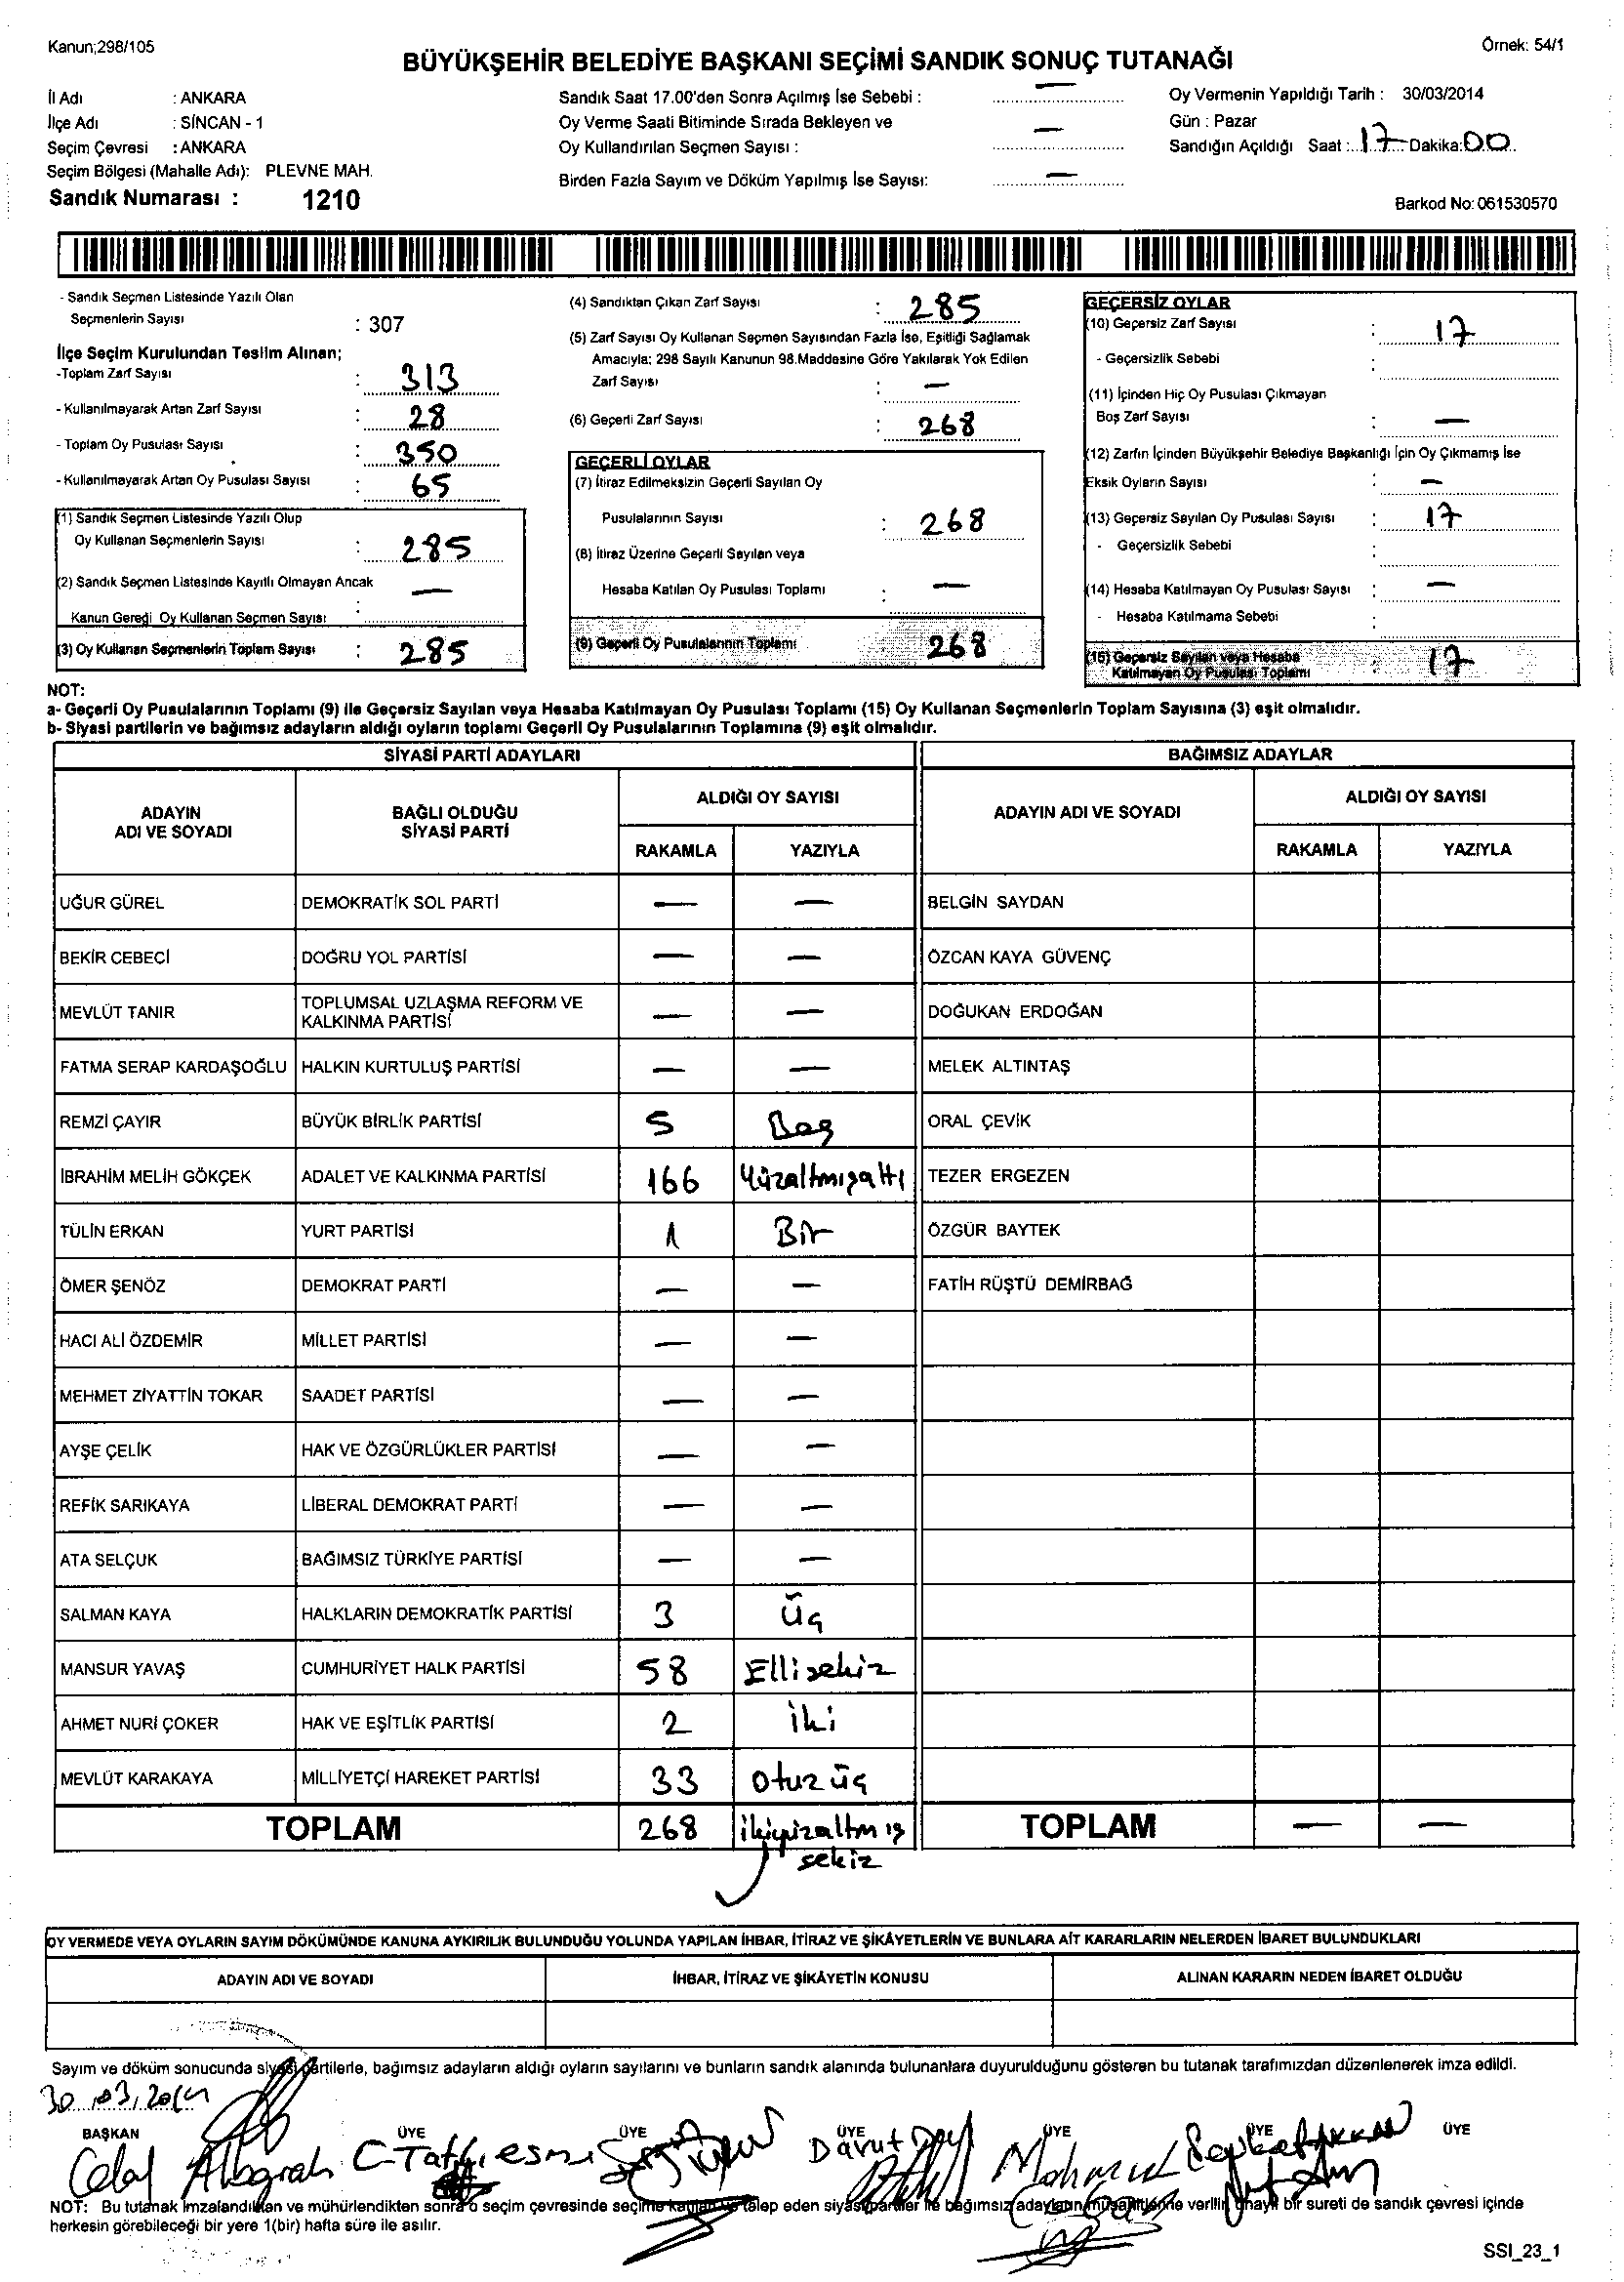 Kanun;298/105
Örnek: 54/1
BÜYÜKŞEHİR BELEDİYE BAŞKANI SEÇİMİ SANDIK SONUÇ TUTANAĞI
İl Adı : ANKARA
İlçe Adı : SİNCAN - 1
Seçim Çevresi : ANKARA
Seçim Bölgesi (Mahalle Adı): PLEVNE MAH.
Sandık Numarası : 1210
Sandık Saat 17.00'den Sonra Açılmış İse Sebebi : —
Oy Verme Saati Bitiminde Sırada Bekleyen ve
Oy Kullandırılan Seçmen Sayısı : —
Birden Fazla Sayım ve Döküm Yapılmış İse Sayısı: —
Oy Vermenin Yapıldığı Tarih : 30/03/2014
Gün : Pazar
Sandığın Açıldığı Saat : 17 Dakika: 00
Barkod No: 061530570
- Sandık Seçmen Listesinde Yazılı Olan
Seçmenlerin Sayısı : 307
İlçe Seçim Kurulundan Teslim Alınan;
-Toplam Zarf Sayısı : 313
- Kullanılmayarak Artan Zarf Sayısı : 28
- Toplam Oy Pusulası Sayısı : 350
- Kullanılmayarak Artan Oy Pusulası Sayısı : 65
(1) Sandık Seçmen Listesinde Yazılı Olup
Oy Kullanan Seçmenlerin Sayısı : 285
(2) Sandık Seçmen Listesinde Kayıtlı Olmayan Ancak
Kanun Gereği Oy Kullanan Seçmen Sayısı : —
(3) Oy Kullanan Seçmenlerin Toplam Sayısı : 285
(4) Sandıktan Çıkan Zarf Sayısı : 285
(5) Zarf Sayısı Oy Kullanan Seçmen Sayısından Fazla İse, Eşitliği Sağlamak
Amacıyla; 298 Sayılı Kanunun 98.Maddesine Göre Yakılarak Yok Edilen
Zarf Sayısı : —
(6) Geçerli Zarf Sayısı : 268
GEÇERLİ OYLAR
(7) İtiraz Edilmeksizin Geçerli Sayılan Oy
Pusulalarının Sayısı : 268
(8) İtiraz Üzerine Geçerli Sayılan veya
Hesaba Katılan Oy Pusulası Toplamı : —
(9) Geçerli Oy Pusulalarının Toplamı 268
GEÇERSİZ OYLAR
(10) Geçersiz Zarf Sayısı : 17
- Geçersizlik Sebebi :
(11) İçinden Hiç Oy Pusulası Çıkmayan
Boş Zarf Sayısı : —
(12) Zarfın İçinden Büyükşehir Belediye Başkanlığı İçin Oy Çıkmamış İse
Eksik Oyların Sayısı : —
(13) Geçersiz Sayılan Oy Pusulası Sayısı : 17
- Geçersizlik Sebebi :
(14) Hesaba Katılmayan Oy Pusulası Sayısı : —
- Hesaba Katılmama Sebebi :
(15) Geçersiz Sayılan veya Hesaba
Katılmayan Oy Pusulası Toplamı : 17
NOT:
a- Geçerli Oy Pusulalarının Toplamı (9) ile Geçersiz Sayılan veya Hesaba Katılmayan Oy Pusulası Toplamı (15) Oy Kullanan Seçmenlerin Toplam Sayısına (3) eşit olmalıdır.
b- Siyasi partilerin ve bağımsız adayların aldığı oyların toplamı Geçerli Oy Pusulalarının Toplamına (9) eşit olmalıdır.
SİYASİ PARTİ ADAYLARI BAĞIMSIZ ADAYLAR
ADAYIN ADI VE SOYADI BAĞLI OLDUĞU SİYASİ PARTİ ALDIĞI OY SAYISI ADAYIN ADI VE SOYADI ALDIĞI OY SAYISI
RAKAMLA YAZIYLA RAKAMLA YAZIYLA
UĞUR GÜREL DEMOKRATİK SOL PARTİ — — BELGİN SAYDAN
BEKİR CEBECİ DOĞRU YOL PARTİSİ — — ÖZCAN KAYA GÜVENÇ
MEVLÜT TANIR TOPLUMSAL UZLAŞMA REFORM VE KALKINMA PARTİSİ — — DOĞUKAN ERDOĞAN
FATMA SERAP KARDAŞOĞLU HALKIN KURTULUŞ PARTİSİ — — MELEK ALTINTAŞ
REMZİ ÇAYIR BÜYÜK BİRLİK PARTİSİ 5 Beş ORAL ÇEVİK
İBRAHİM MELİH GÖKÇEK ADALET VE KALKINMA PARTİSİ 166 Yüzaltmışaltı TEZER ERGEZEN
TÜLİN ERKAN YURT PARTİSİ 1 Bir ÖZGÜR BAYTEK
ÖMER ŞENÖZ DEMOKRAT PARTİ — — FATİH RÜŞTÜ DEMİRBAĞ
HACI ALİ ÖZDEMİR MİLLET PARTİSİ — —
MEHMET ZİYATTİN TOKAR SAADET PARTİSİ — —
AYŞE ÇELİK HAK VE ÖZGÜRLÜKLER PARTİSİ — —
REFİK SARIKAYA LİBERAL DEMOKRAT PARTİ — —
ATA SELÇUK BAĞIMSIZ TÜRKİYE PARTİSİ — —
SALMAN KAYA HALKLARIN DEMOKRATİK PARTİSİ 3 Üç
MANSUR YAVAŞ CUMHURİYET HALK PARTİSİ 58 Ellisekiz
AHMET NURİ ÇOKER HAK VE EŞİTLİK PARTİSİ 2 İki
MEVLÜT KARAKAYA MİLLİYETÇİ HAREKET PARTİSİ 33 Otuz üç
TOPLAM 268 ikiyüzaltmış TOPLAM — —
sekiz
OY VERMEDE VEYA OYLARIN SAYIM DÖKÜMÜNDE KANUNA AYKIRILIK BULUNDUĞU YOLUNDA YAPILAN İHBAR, İTİRAZ VE ŞİKÂYETLERİN VE BUNLARA AİT KARARLARIN NELERDEN İBARET BULUNDUKLARI
ADAYIN ADI VE SOYADI İHBAR, İTİRAZ VE ŞİKÂYETİN KONUSU ALINAN KARARIN NEDEN İBARET OLDUĞU
Sayım ve döküm sonucunda siyasi partilerle, bağımsız adayların aldığı oyların sayılarını ve bunların sandık alanında bulunanlara duyurulduğunu gösteren bu tutanak tarafımızdan düzenlenerek imza edildi.
30.03.2014
BAŞKAN ÜYE ÜYE ÜYE ÜYE ÜYE ÜYE
Celal Davut Mahmut
NOT: Bu tutanak imzalandıktan ve mühürlendikten sonra o seçim çevresinde seçime katılan ve talep eden siyasi partiler ile bağımsız adayların müşahitlerine verilir, onaylı bir sureti de sandık çevresi içinde
herkesin görebileceği bir yere 1(bir) hafta süre ile asılır.
SSI_23_1